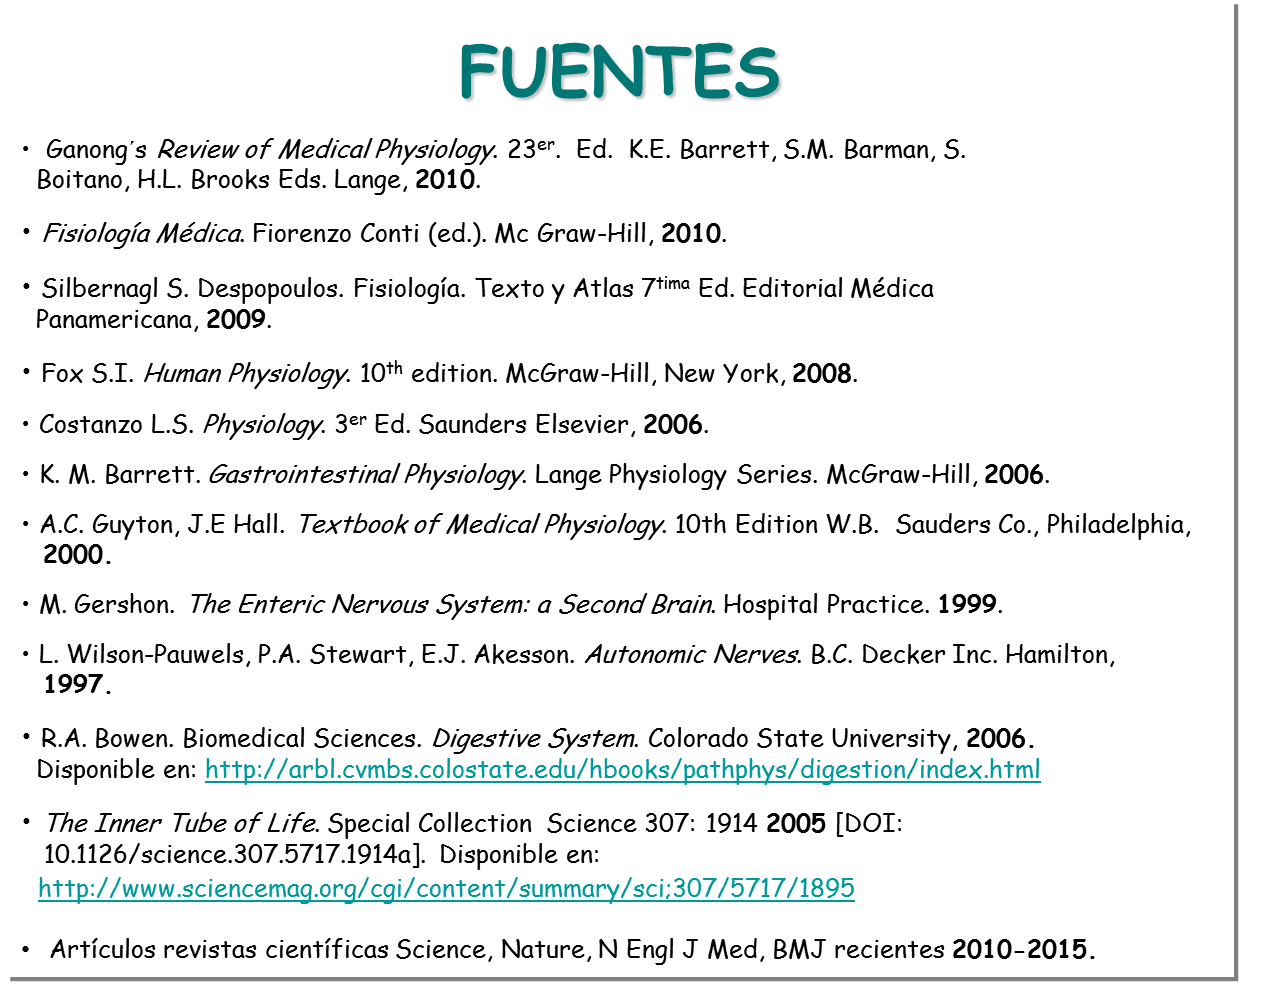 FUENTES
• Ganong´s Review of Medical Physiology. 23er. Ed. K.E. Barrett, S.M. Barman, S.
Boitano, H.L. Brooks Eds. Lange, 2010.
• Fisiología Médica. Fiorenzo Conti (ed.). Mc Graw-Hill, 2010.
• Silbernagl S. Despopoulos. Fisiología. Texto y Atlas 7tima Ed. Editorial Médica
Panamericana, 2009.
• Fox S.I. Human Physiology. 10th edition. McGraw-Hill, New York, 2008.
• Costanzo L.S. Physiology. 3er Ed. Saunders Elsevier, 2006.
• K. M. Barrett. Gastrointestinal Physiology. Lange Physiology Series. McGraw-Hill, 2006.
• A.C. Guyton, J.E Hall. Textbook of Medical Physiology. 10th Edition W.B. Sauders Co., Philadelphia,
2000.
• M. Gershon. The Enteric Nervous System: a Second Brain. Hospital Practice. 1999.
• L. Wilson-Pauwels, P.A. Stewart, E.J. Akesson. Autonomic Nerves. B.C. Decker Inc. Hamilton,
1997.
• R.A. Bowen. Biomedical Sciences. Digestive System. Colorado State University, 2006.
Disponible en: http://arbl.cvmbs.colostate.edu/hbooks/pathphys/digestion/index.html
• The Inner Tube of Life. Special Collection Science 307: 1914 2005 [DOI:
10.1126/science.307.5717.1914a]. Disponible en:
http://www.sciencemag.org/cgi/content/summary/sci;307/5717/1895
• Artículos revistas científicas Science, Nature, N Engl J Med, BMJ recientes 2010-2015.